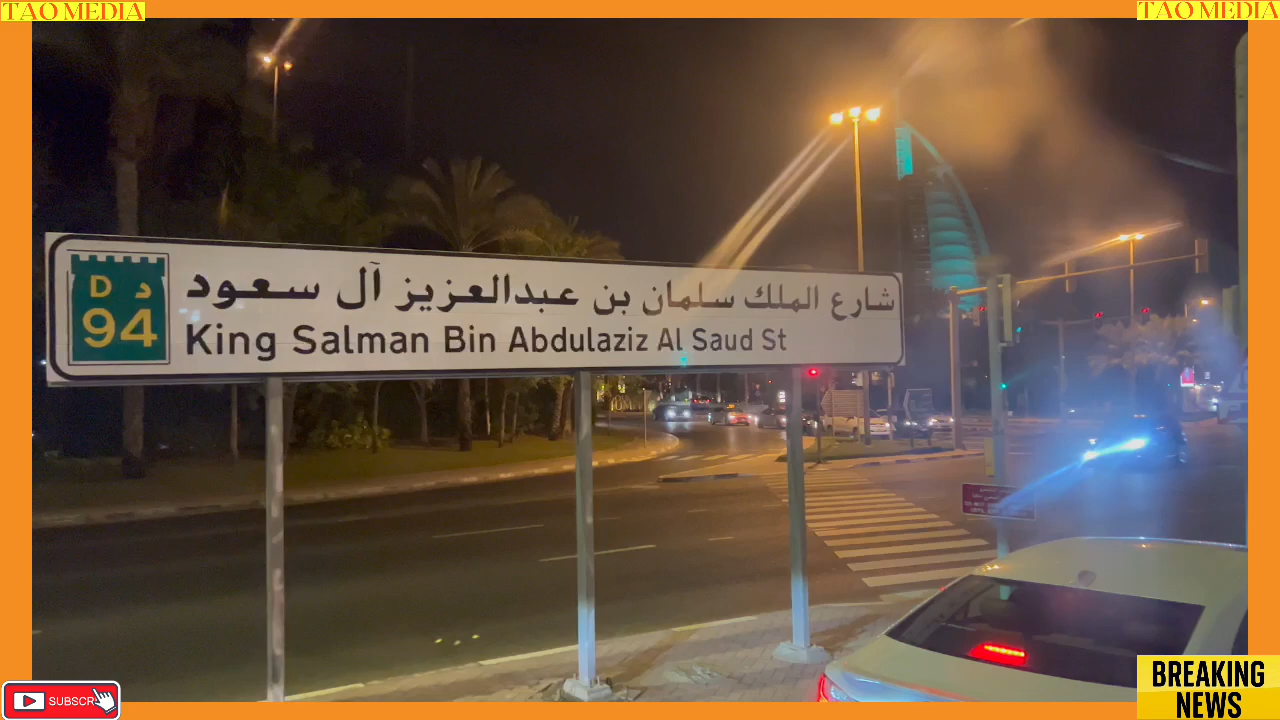 TAO MEDIA
TAO MEDIA
D د
94
شارع الملك سلمان بن عبدالعزيز آل سعود
King Salman Bin Abdulaziz Al Saud St
BREAKING
NEWS